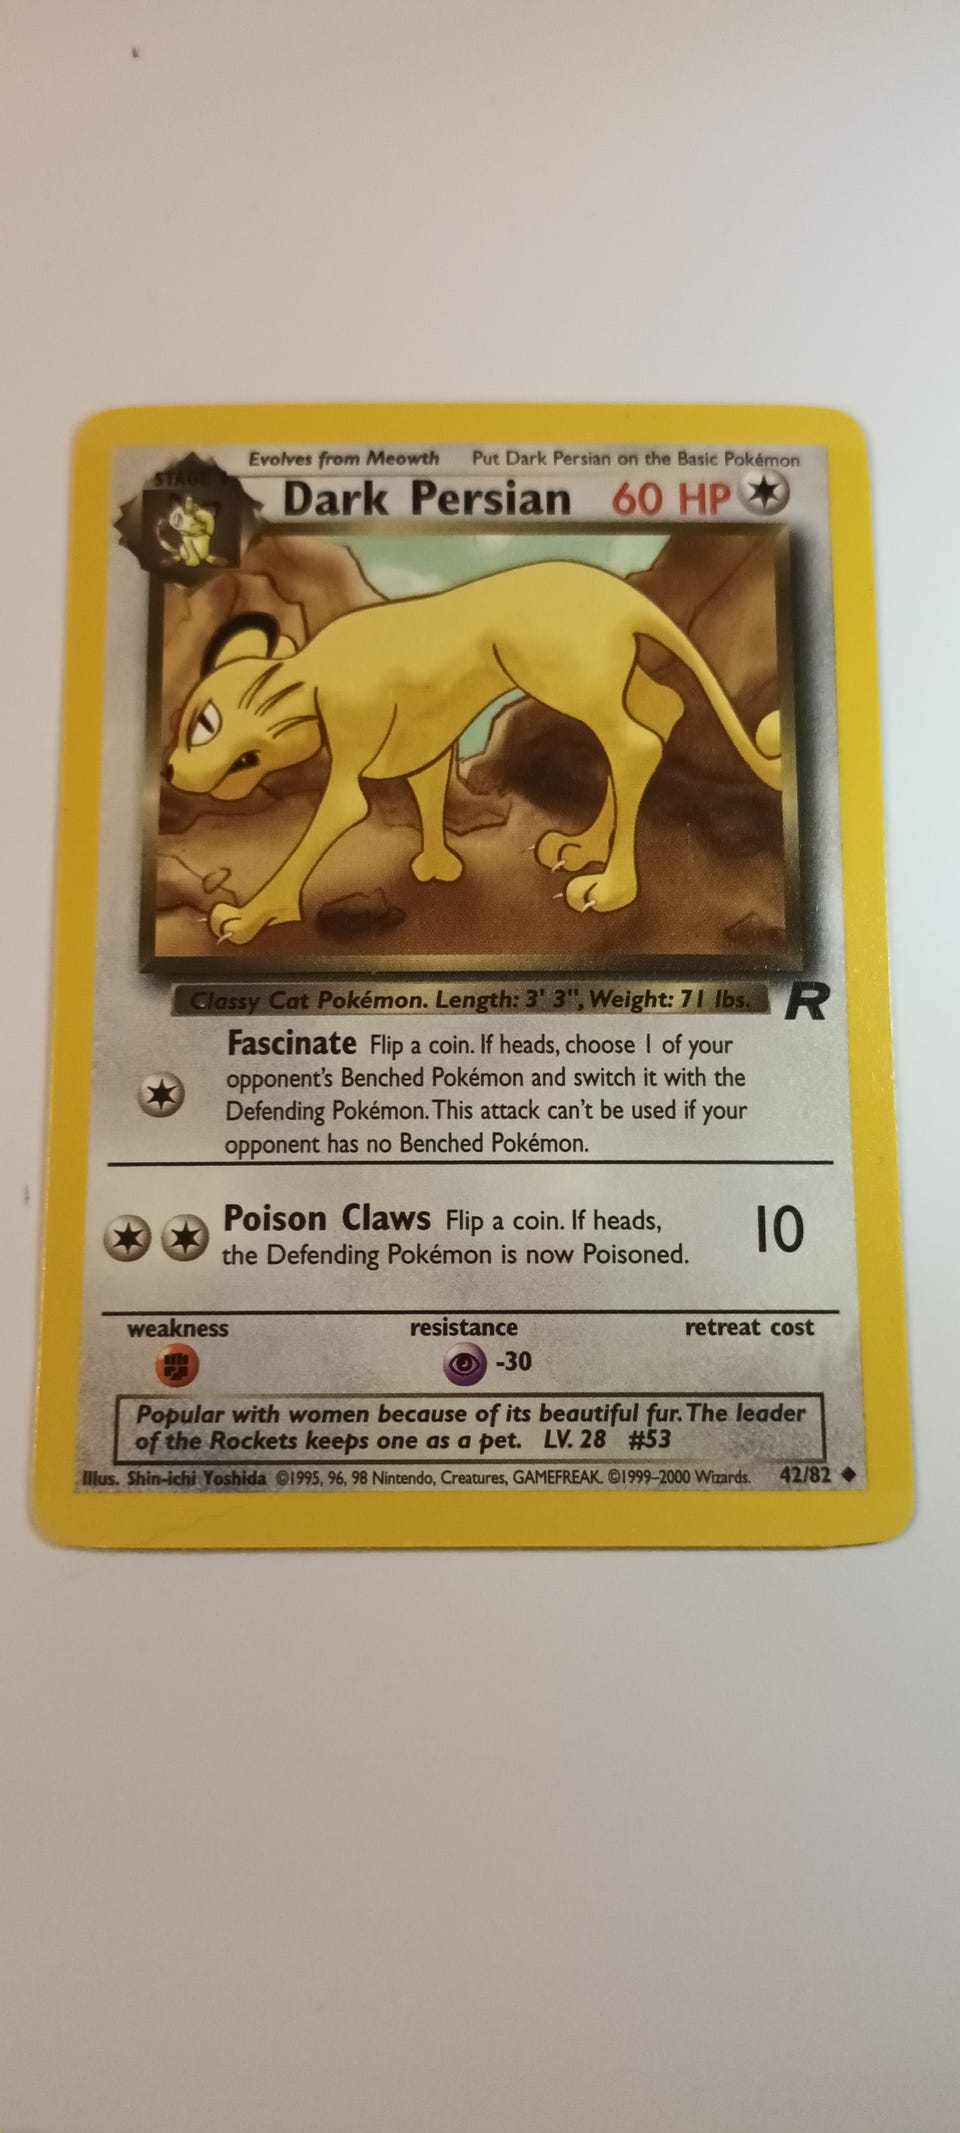 Evolves from Meowth Put Dark Persian on the Basic Pokémon
STAGE
Dark Persian 60 HP
Classy Cat Pokémon. Length: 3' 3", Weight: 71 lbs.
R
Fascinate Flip a coin. If heads, choose 1 of your
opponent's Benched Pokémon and switch it with the
Defending Pokémon. This attack can't be used if your
opponent has no Benched Pokémon.
Poison Claws Flip a coin. If heads,
the Defending Pokémon is now Poisoned.
10
weakness resistance retreat cost
-30
Popular with women because of its beautiful fur. The leader
of the Rockets keeps one as a pet. LV. 28 #53
Illus. Shin-ichi Yoshida ©1995, 96, 98 Nintendo, Creatures, GAMEFREAK. ©1999–2000 Wizards. 42/82